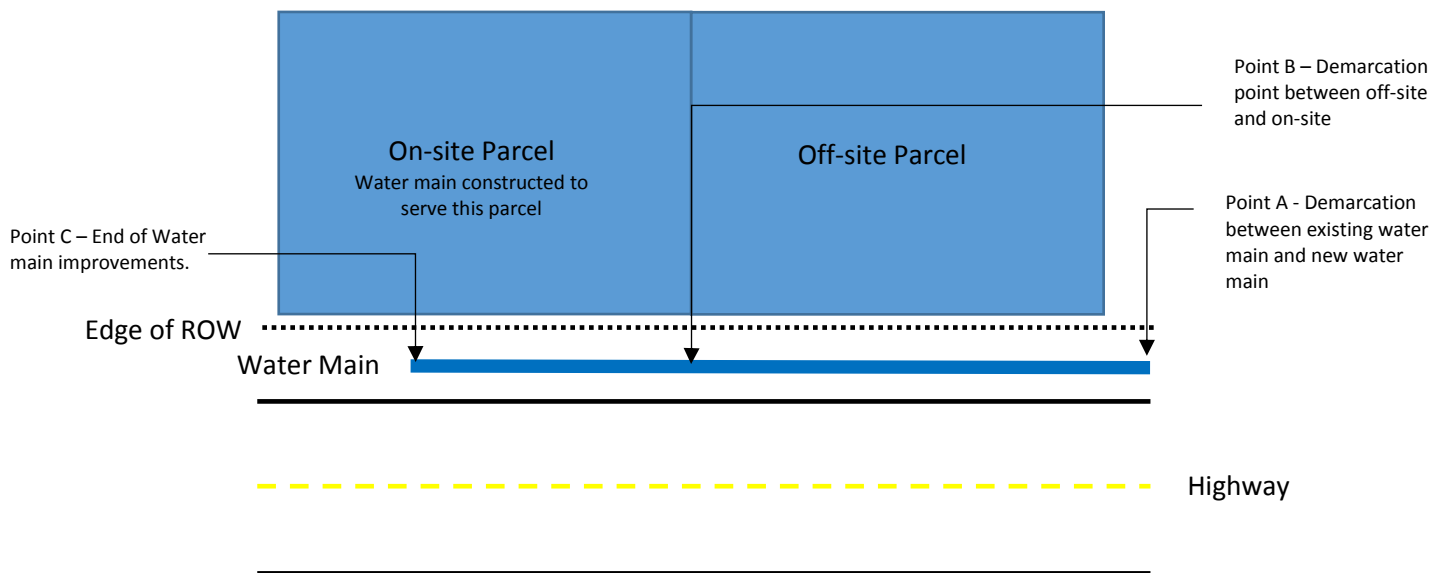 Point B – Demarcation
point between off-site
and on-site
On-site Parcel
Water main constructed to
serve this parcel
Off-site Parcel
Point A - Demarcation
between existing water
main and new water
main
Point C – End of Water
main improvements.
Edge of ROW
Water Main
Highway